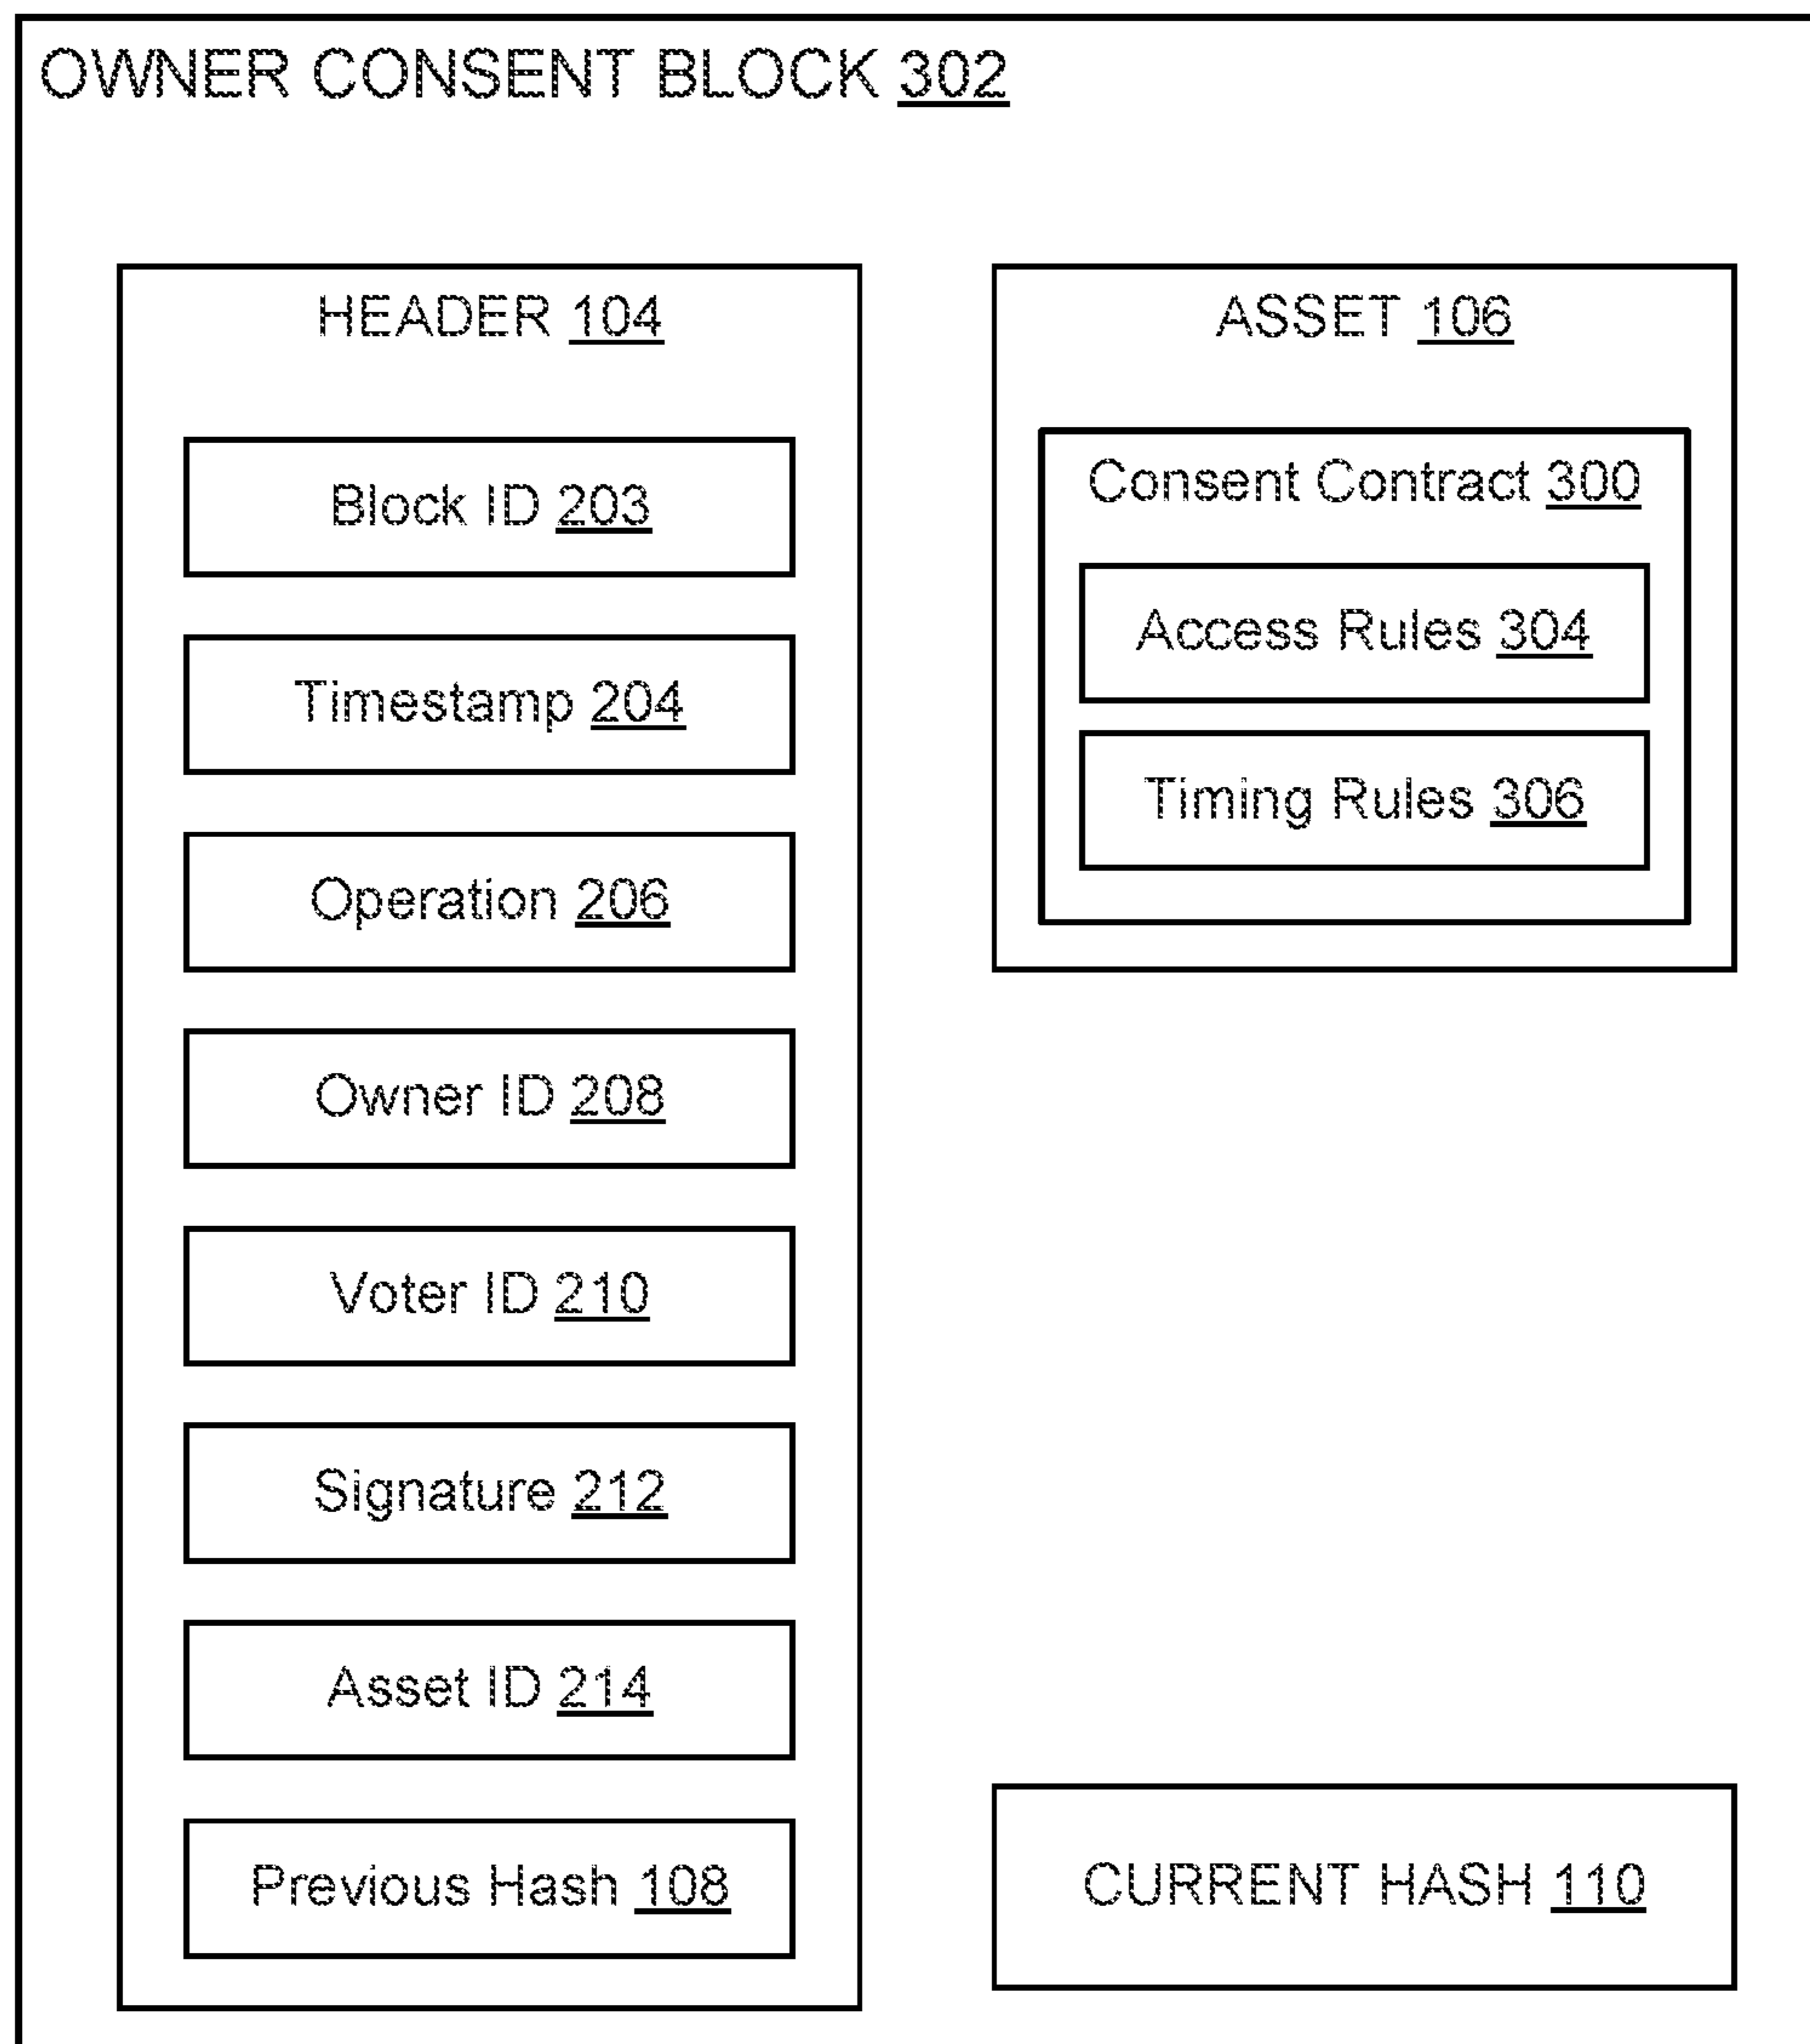 OWNER CONSENT BLOCK 302
HEADER 104
Block ID 203
Timestamp 204
Operation 206
Owner ID 208
Voter ID 210
Signature 212
Asset ID 214
Previous Hash 108
ASSET 106
Consent Contract 300
Access Rules 304
Timing Rules 306
CURRENT HASH 110